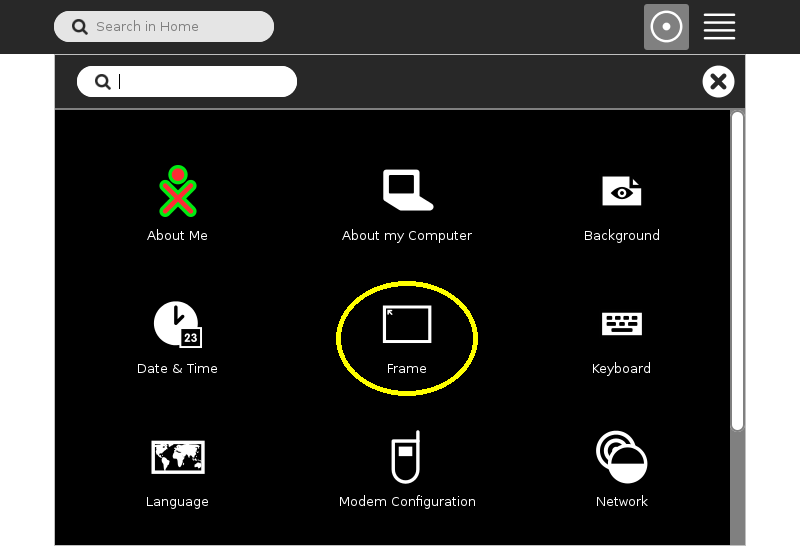 Search in Home
About Me
About my Computer
Background
23
Date & Time
Frame
Keyboard
Language
Modem Configuration
Network